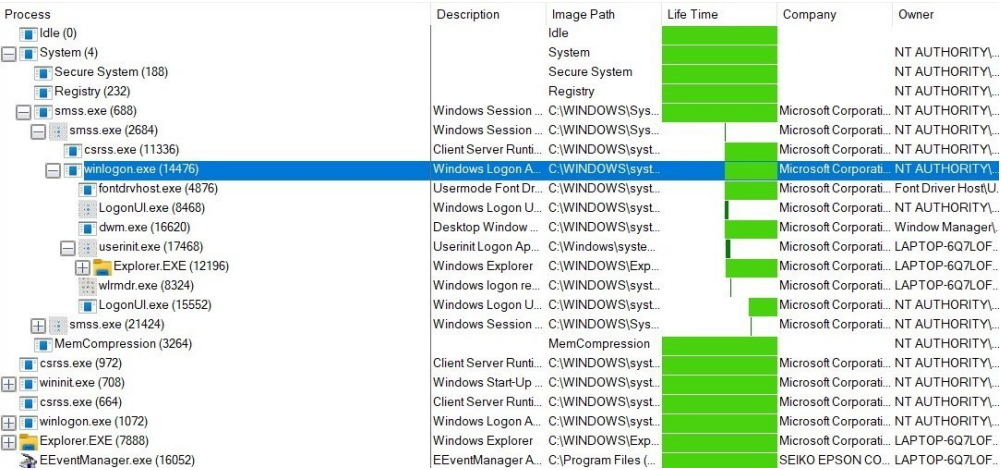 Process Description Image Path Life Time Company Owner
Idle (0) Idle
System (4) System NT AUTHORITY\...
Secure System (188) Secure System NT AUTHORITY\...
Registry (232) Registry NT AUTHORITY\...
smss.exe (688) Windows Session ... C:\WINDOWS\Sys... Microsoft Corporati... NT AUTHORITY\...
smss.exe (2684) Windows Session ... C:\WINDOWS\Sys... Microsoft Corporati... NT AUTHORITY\...
csrss.exe (11336) Client Server Runti... C:\WINDOWS\syst... Microsoft Corporati... NT AUTHORITY\...
winlogon.exe (14476) Windows Logon A... C:\WINDOWS\syst... Microsoft Corporati... NT AUTHORITY\...
fontdrvhost.exe (4876) Usermode Font Dr... C:\WINDOWS\syst... Microsoft Corporati... Font Driver Host\U...
LogonUI.exe (8468) Windows Logon U... C:\WINDOWS\syst... Microsoft Corporati... NT AUTHORITY\...
dwm.exe (16620) Desktop Window ... C:\WINDOWS\syst... Microsoft Corporati... Window Manager\...
userinit.exe (17468) Userinit Logon Ap... C:\Windows\syste... Microsoft Corporati... LAPTOP-6Q7LOF...
Explorer.EXE (12196) Windows Explorer C:\WINDOWS\Exp... Microsoft Corporati... LAPTOP-6Q7LOF...
wlrmdr.exe (8324) Windows logon re... C:\WINDOWS\syst... Microsoft Corporati... LAPTOP-6Q7LOF...
LogonUI.exe (15552) Windows Logon U... C:\WINDOWS\syst... Microsoft Corporati... NT AUTHORITY\...
smss.exe (21424) Windows Session ... C:\WINDOWS\Sys... Microsoft Corporati... NT AUTHORITY\...
MemCompression (3264) MemCompression NT AUTHORITY\...
csrss.exe (972) Client Server Runti... C:\WINDOWS\syst... Microsoft Corporati... NT AUTHORITY\...
wininit.exe (708) Windows Start-Up ... C:\WINDOWS\syst... Microsoft Corporati... NT AUTHORITY\...
csrss.exe (664) Client Server Runti... C:\WINDOWS\syst... Microsoft Corporati... NT AUTHORITY\...
winlogon.exe (1072) Windows Logon A... C:\WINDOWS\syst... Microsoft Corporati... NT AUTHORITY\...
Explorer.EXE (7888) Windows Explorer C:\WINDOWS\Exp... Microsoft Corporati... LAPTOP-6Q7LOF...
EEventManager.exe (16052) EEventManager A... C:\Program Files (... SEIKO EPSON CO... LAPTOP-6Q7LOF...